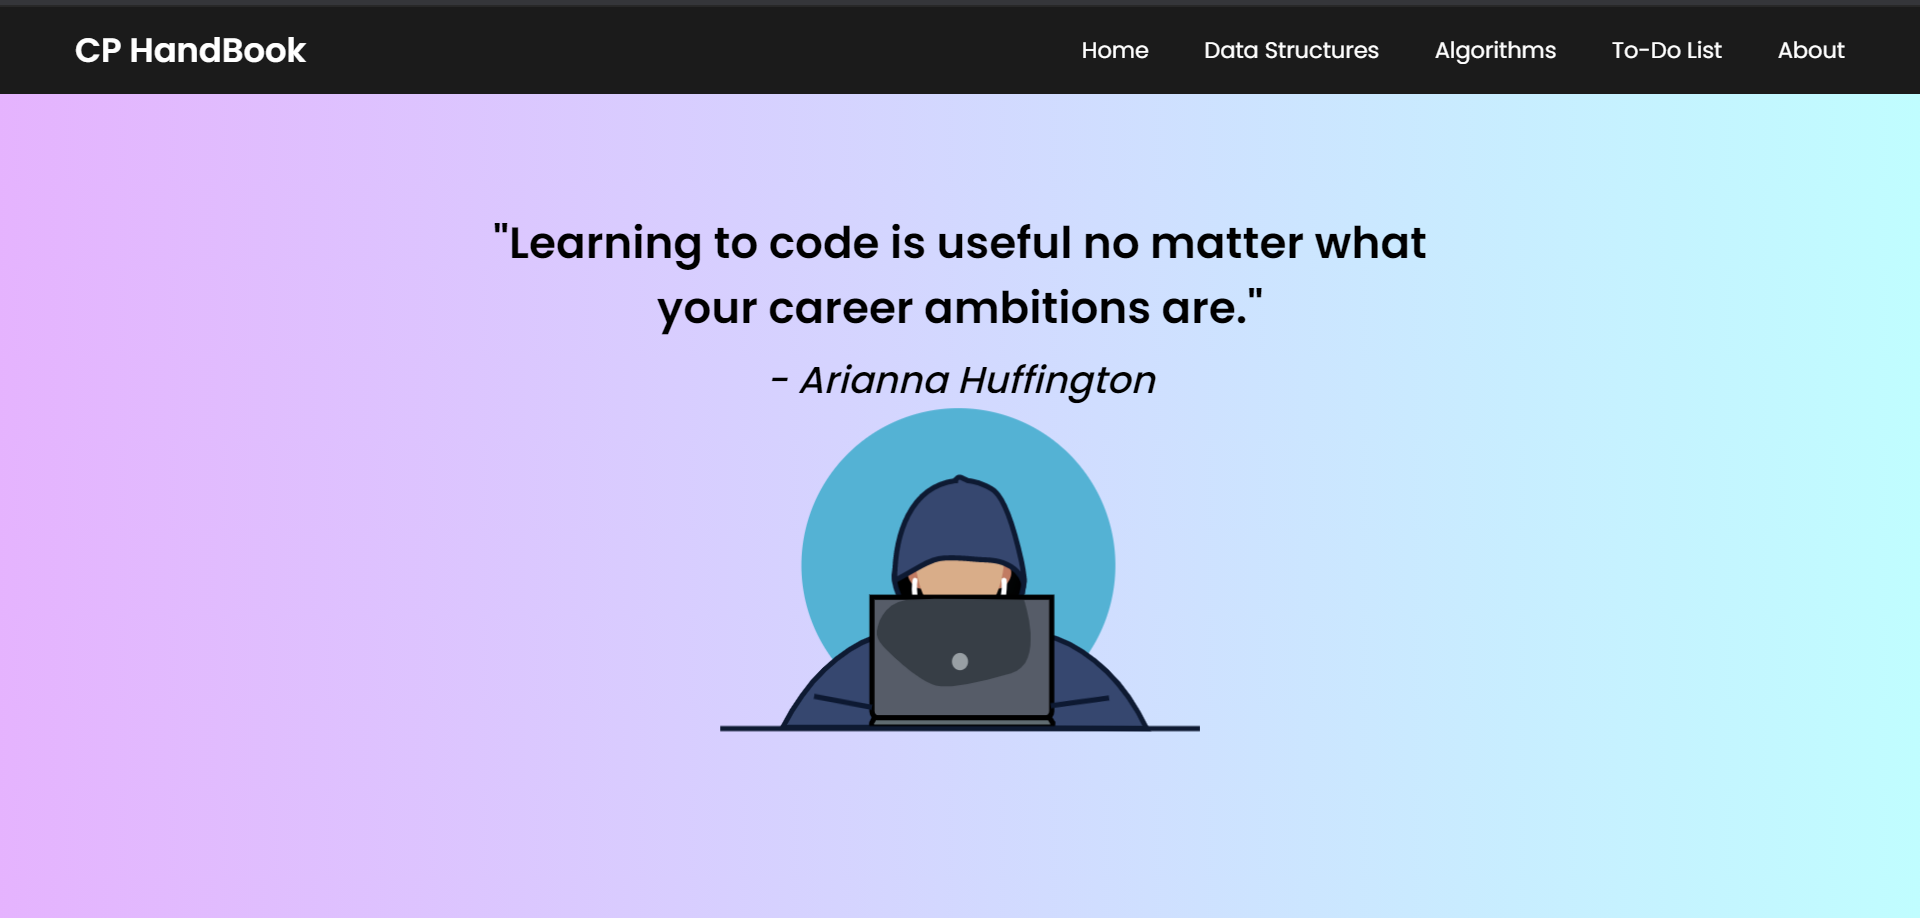 CP HandBook
Home
Data Structures
Algorithms
To-Do List
About
"Learning to code is useful no matter what
your career ambitions are."
- Arianna Huffington